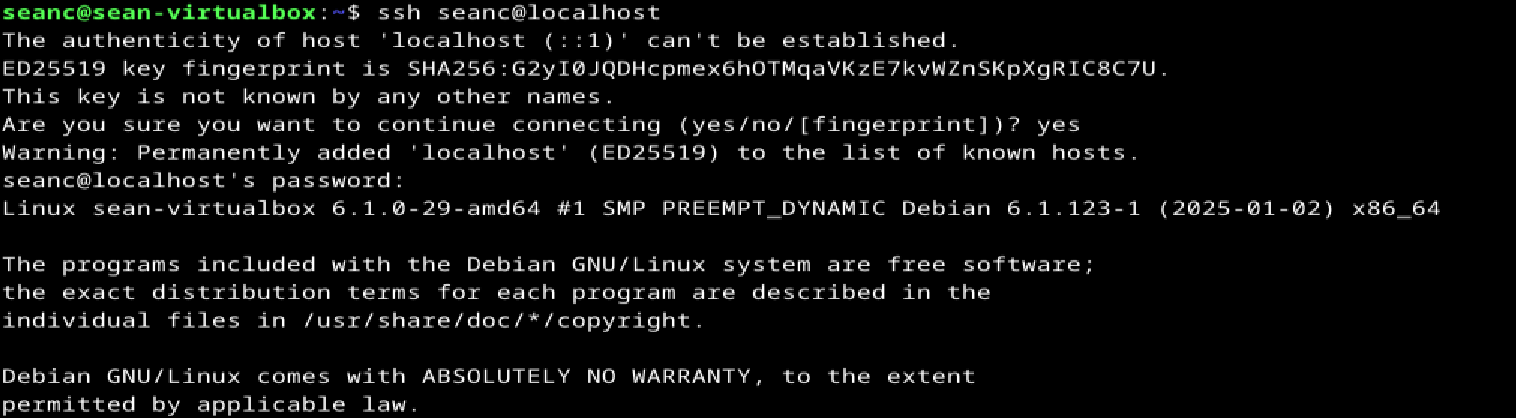 seanc@sean-virtualbox:~$ ssh seanc@localhost
The authenticity of host 'localhost (::1)' can't be established.
ED25519 key fingerprint is SHA256:G2yI0JQDHcpmex6hOTMqaVKzE7kvWZnSKpXgRIC8C7U.
This key is not known by any other names.
Are you sure you want to continue connecting (yes/no/[fingerprint])? yes
Warning: Permanently added 'localhost' (ED25519) to the list of known hosts.
seanc@localhost's password:
Linux sean-virtualbox 6.1.0-29-amd64 #1 SMP PREEMPT_DYNAMIC Debian 6.1.123-1 (2025-01-02) x86_64
The programs included with the Debian GNU/Linux system are free software;
the exact distribution terms for each program are described in the
individual files in /usr/share/doc/*/copyright.
Debian GNU/Linux comes with ABSOLUTELY NO WARRANTY, to the extent
permitted by applicable law.